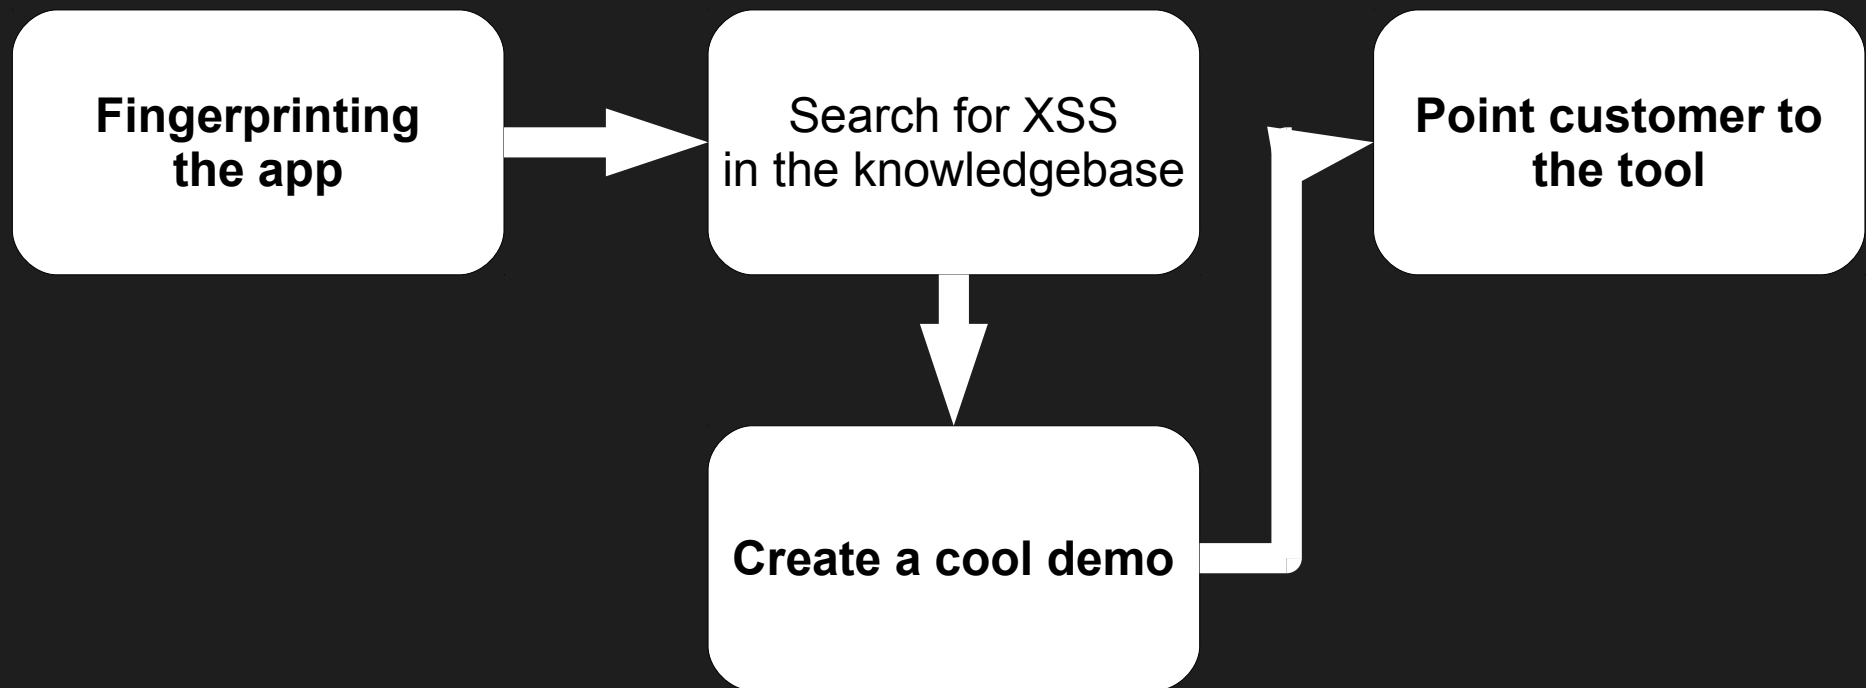 Fingerprinting
the app
Search for XSS
in the knowledgebase
Create a cool demo
Point customer to
the tool